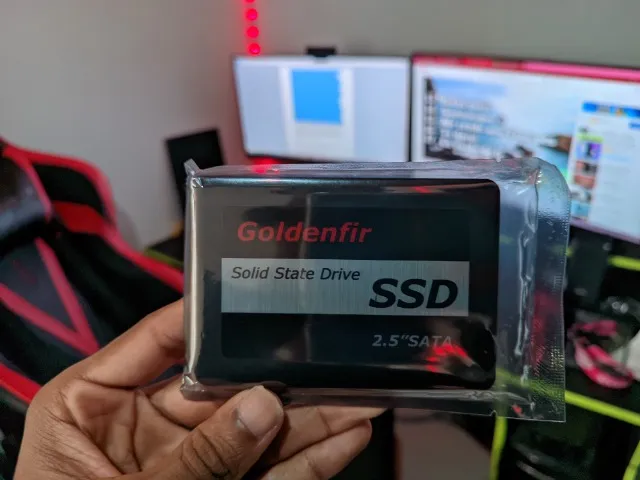 Goldenfir
Solid State Drive
SSD
2.5"SATA